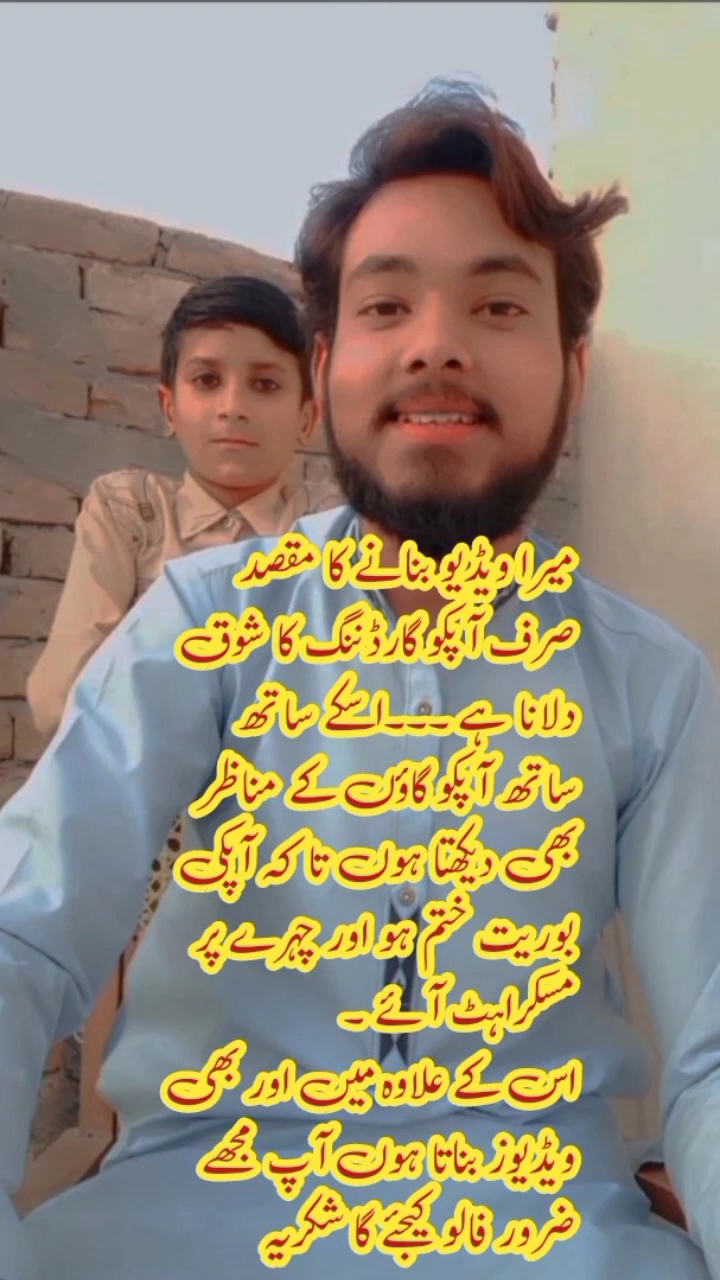 میرا ویڈیو بنانے کا مقصد
صرف آپکو گارڈننگ کا شوق
دلانا ہے ۔۔۔اسکے ساتھ
ساتھ آپکو گاؤں کے مناظر
بھی دیکھتا ہوں تا کہ آپکی
بوریت ختم ہو اور چہرے پر
مسکراہٹ آئے ۔
اس کے علاوہ میں اور بھی
ویڈیوز بناتا ہوں آپ مجھے
ضرور فالو کیجئے گا شکریہ